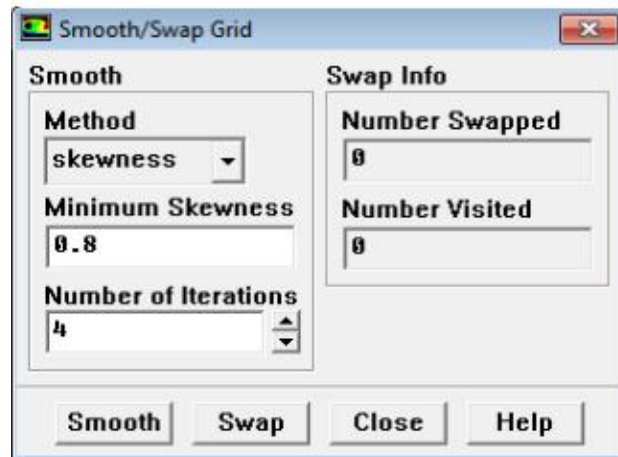 Smooth/Swap Grid
Smooth
Swap Info
Method
skewness
Minimum Skewness
0.8
Number of Iterations
4
Number Swapped
0
Number Visited
0
Smooth
Swap
Close
Help